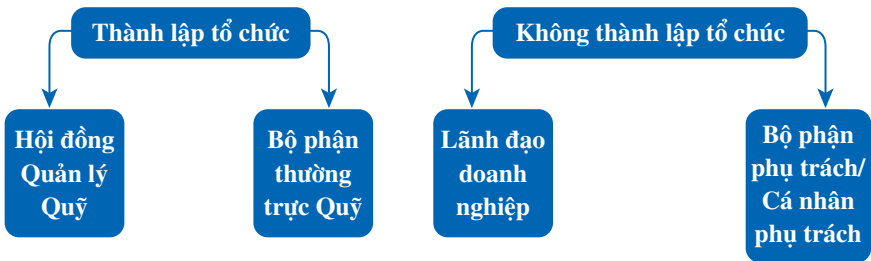 Thành lập tổ chức
Không thành lập tổ chúc
Hội đồng
Quản lý
Quỹ
Bộ phận
thường
trực Quỹ
Lãnh đạo
doanh
nghiệp
Bộ phận
phụ trách/
Cá nhân
phụ trách